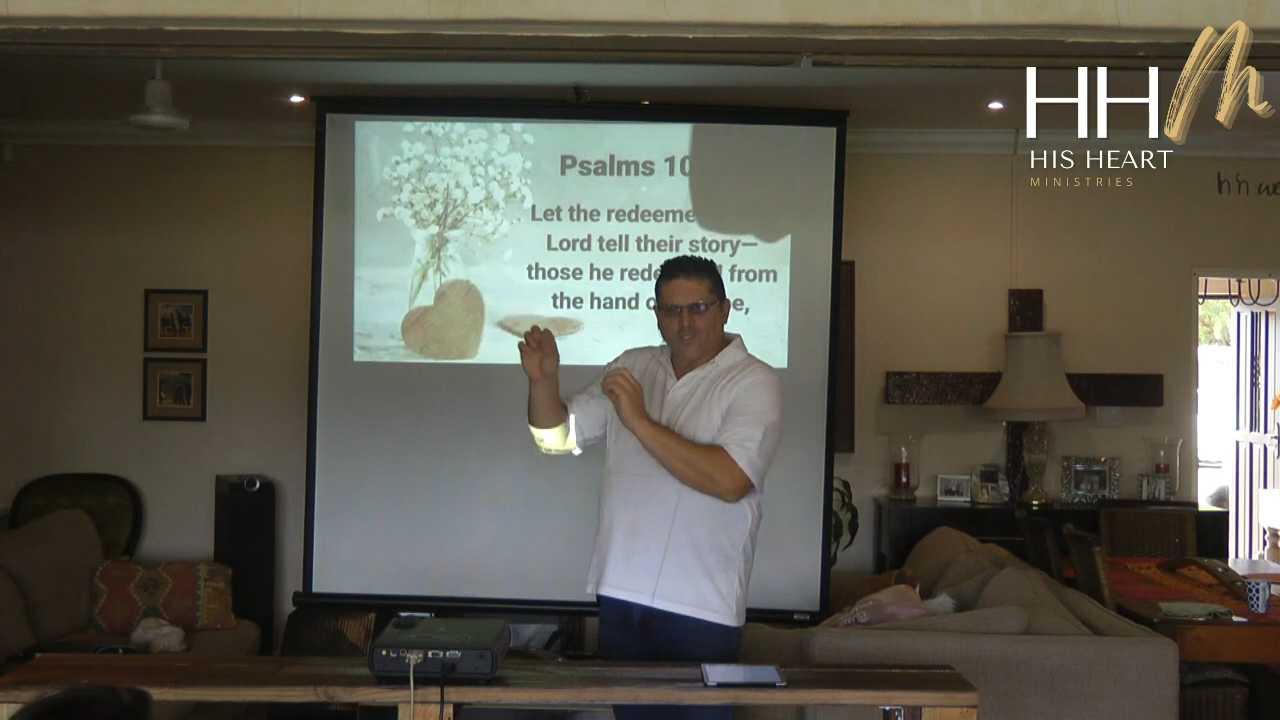 HH
HIS HEART
MINISTRIES
Psalms 10
Let the redeeme
Lord tell their story—
those he rede from
the hand o e,